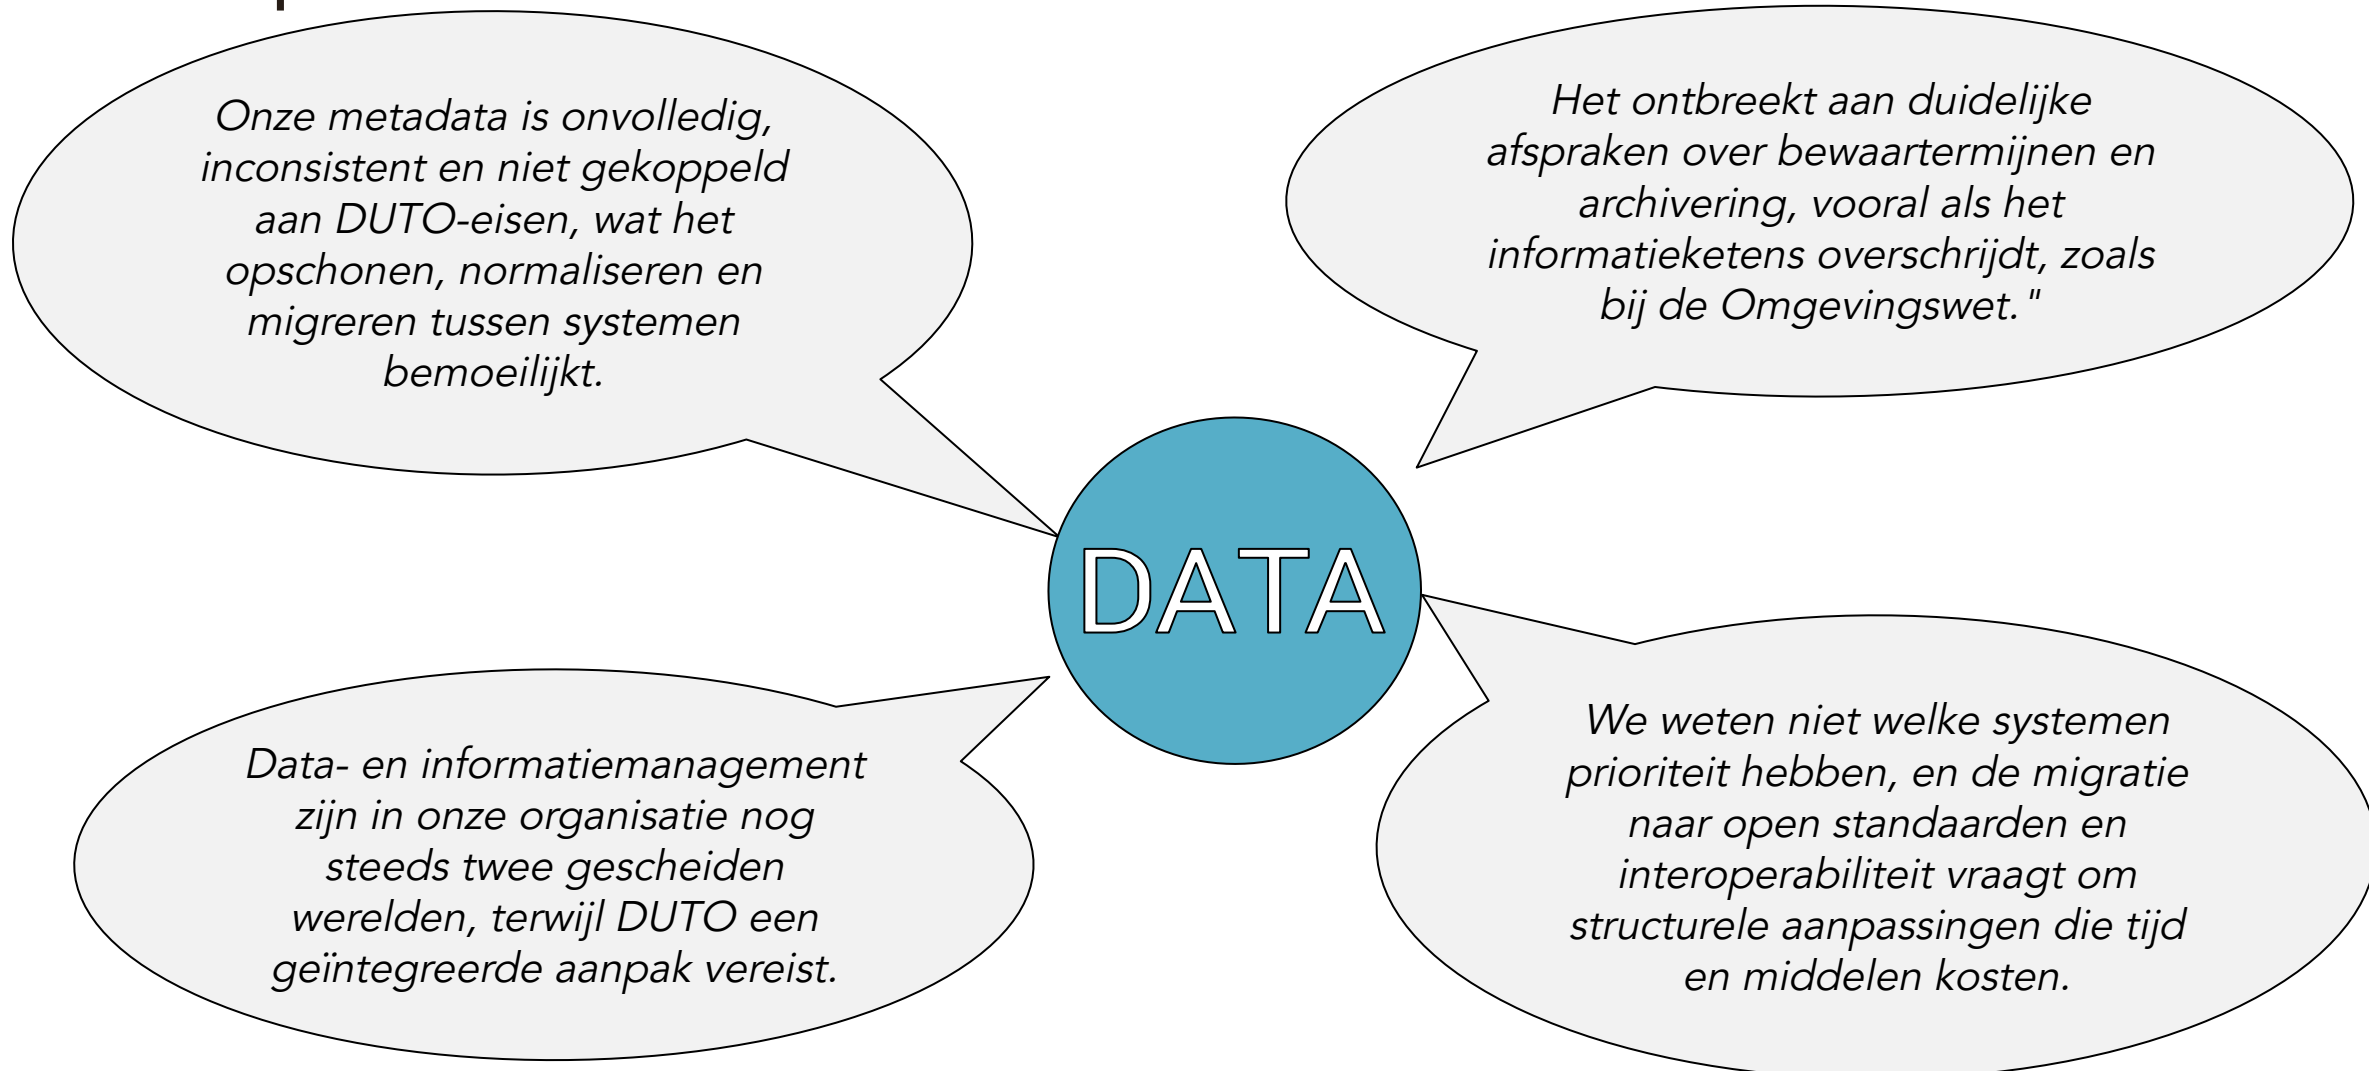 Onze metadata is onvolledig,
inconsistent en niet gekoppeld
aan DUTO-eisen, wat het
opschonen, normaliseren en
migreren tussen systemen
bemoeilijkt.
Het ontbreekt aan duidelijke
afspraken over bewaartermijnen en
archivering, vooral als het
informatieketens overschrijdt, zoals
bij de Omgevingswet."
DATA
Data- en informatiemanagement
zijn in onze organisatie nog
steeds twee gescheiden
werelden, terwijl DUTO een
geïntegreerde aanpak vereist.
We weten niet welke systemen
prioriteit hebben, en de migratie
naar open standaarden en
interoperabiliteit vraagt om
structurele aanpassingen die tijd
en middelen kosten.